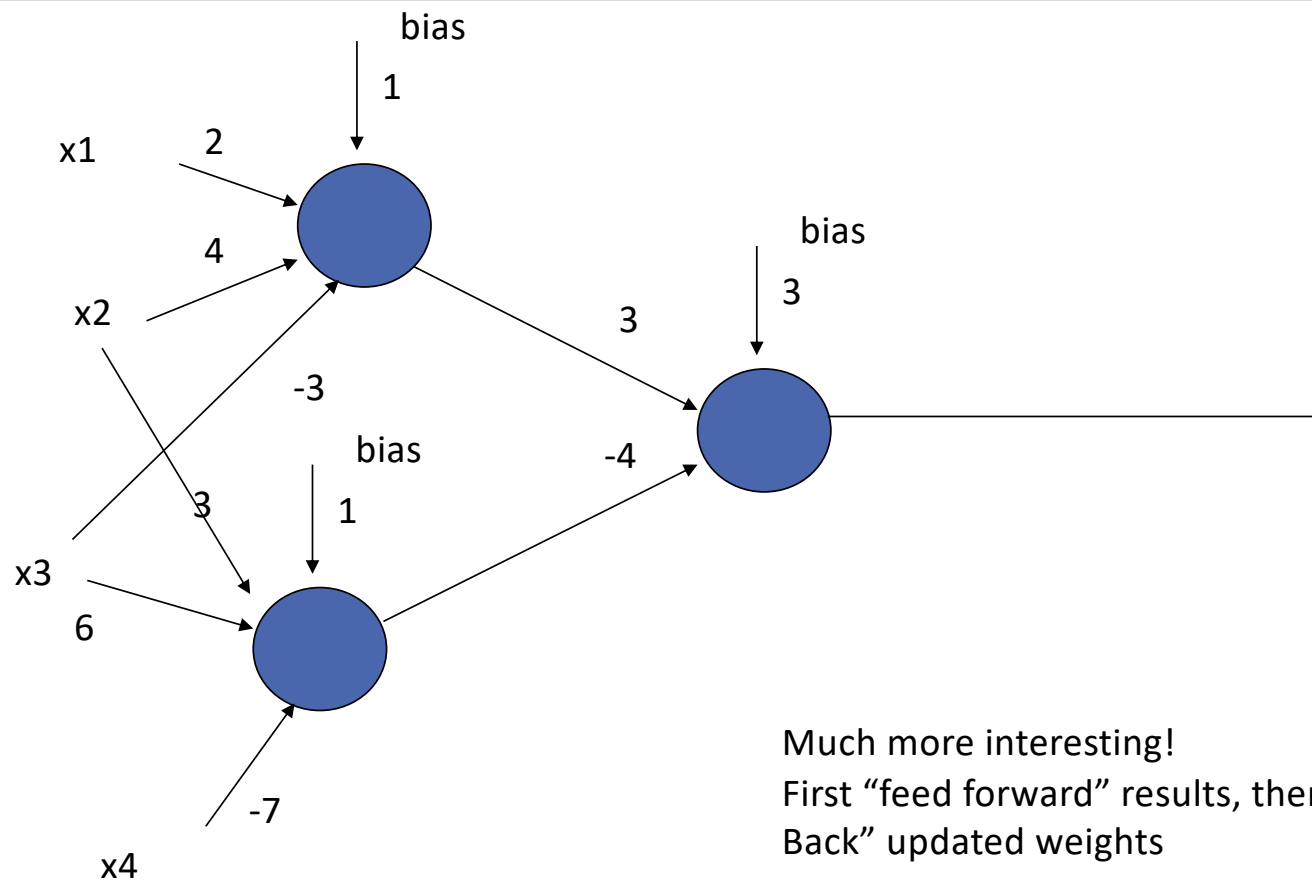 bias
1
x1
2
4
bias
x2
3
3
-3
bias
-4
3
1
x3
6
Much more interesting!
First “feed forward” results, then
Back” updated weights
-7
x4